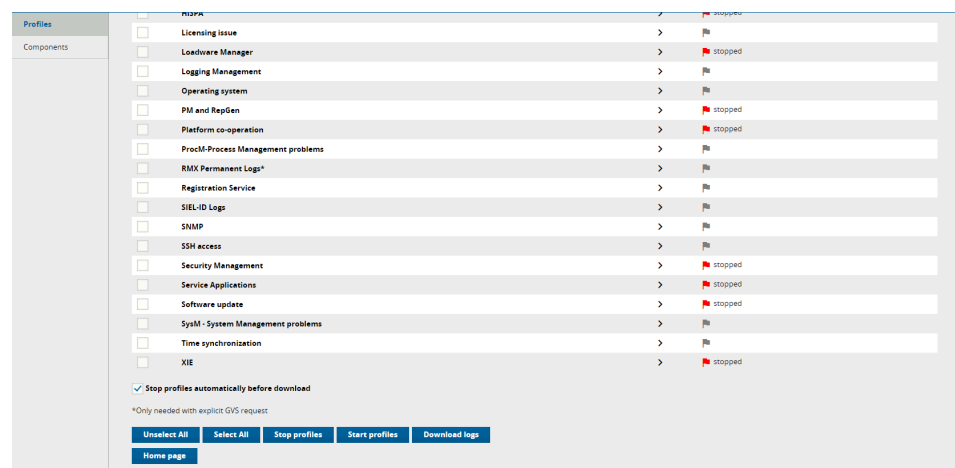 Profiles
Components
HISPA stopped
Licensing issue
Loadware Manager stopped
Logging Management
Operating system
PM and RepGen stopped
Platform co-operation stopped
ProcM-Process Management problems
RMX Permanent Logs*
Registration Service
SIEL-ID Logs
SNMP
SSH access
Security Management stopped
Service Applications stopped
Software update stopped
SysM - System Management problems
Time synchronization
XIE stopped
Stop profiles automatically before download
*Only needed with explicit GVS request
Unselect All Select All Stop profiles Start profiles Download logs
Home page